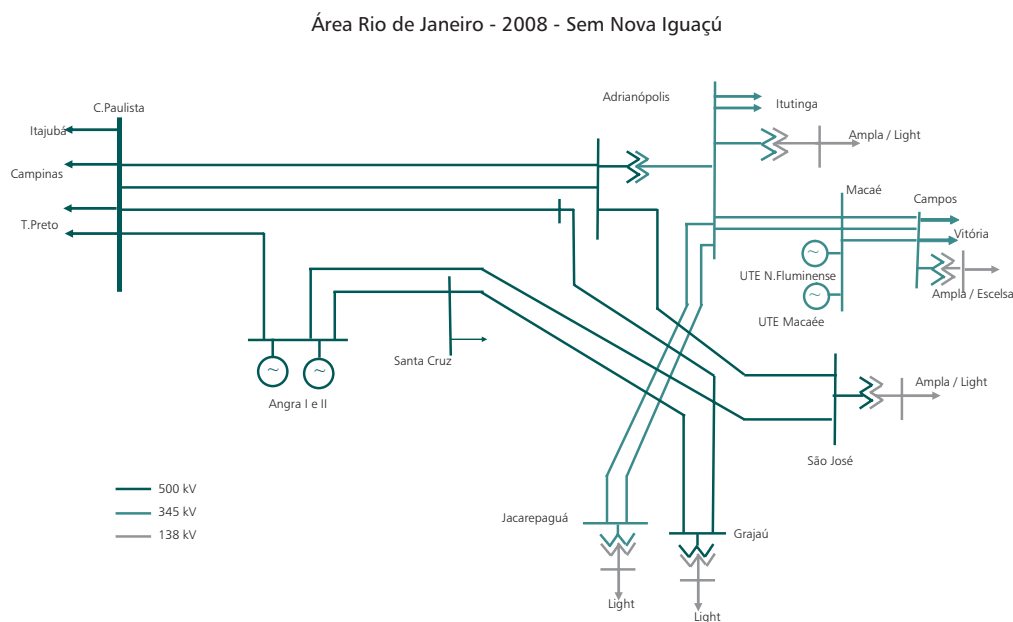 Área Rio de Janeiro - 2008 - Sem Nova Iguaçú
C.Paulista
Itajubá
Campinas
T.Preto
Adrianópolis
Itutinga
Ampla / Light
Macaé
Campos
Vitória
UTE N.Fluminense
Ampla / Escelsa
UTE Macaée
~
~
Santa Cruz
~
~
Angra I e II
Ampla / Light
São José
500 kV
345 kV
138 kV
Jacarepaguá
Grajaú
Light
Light